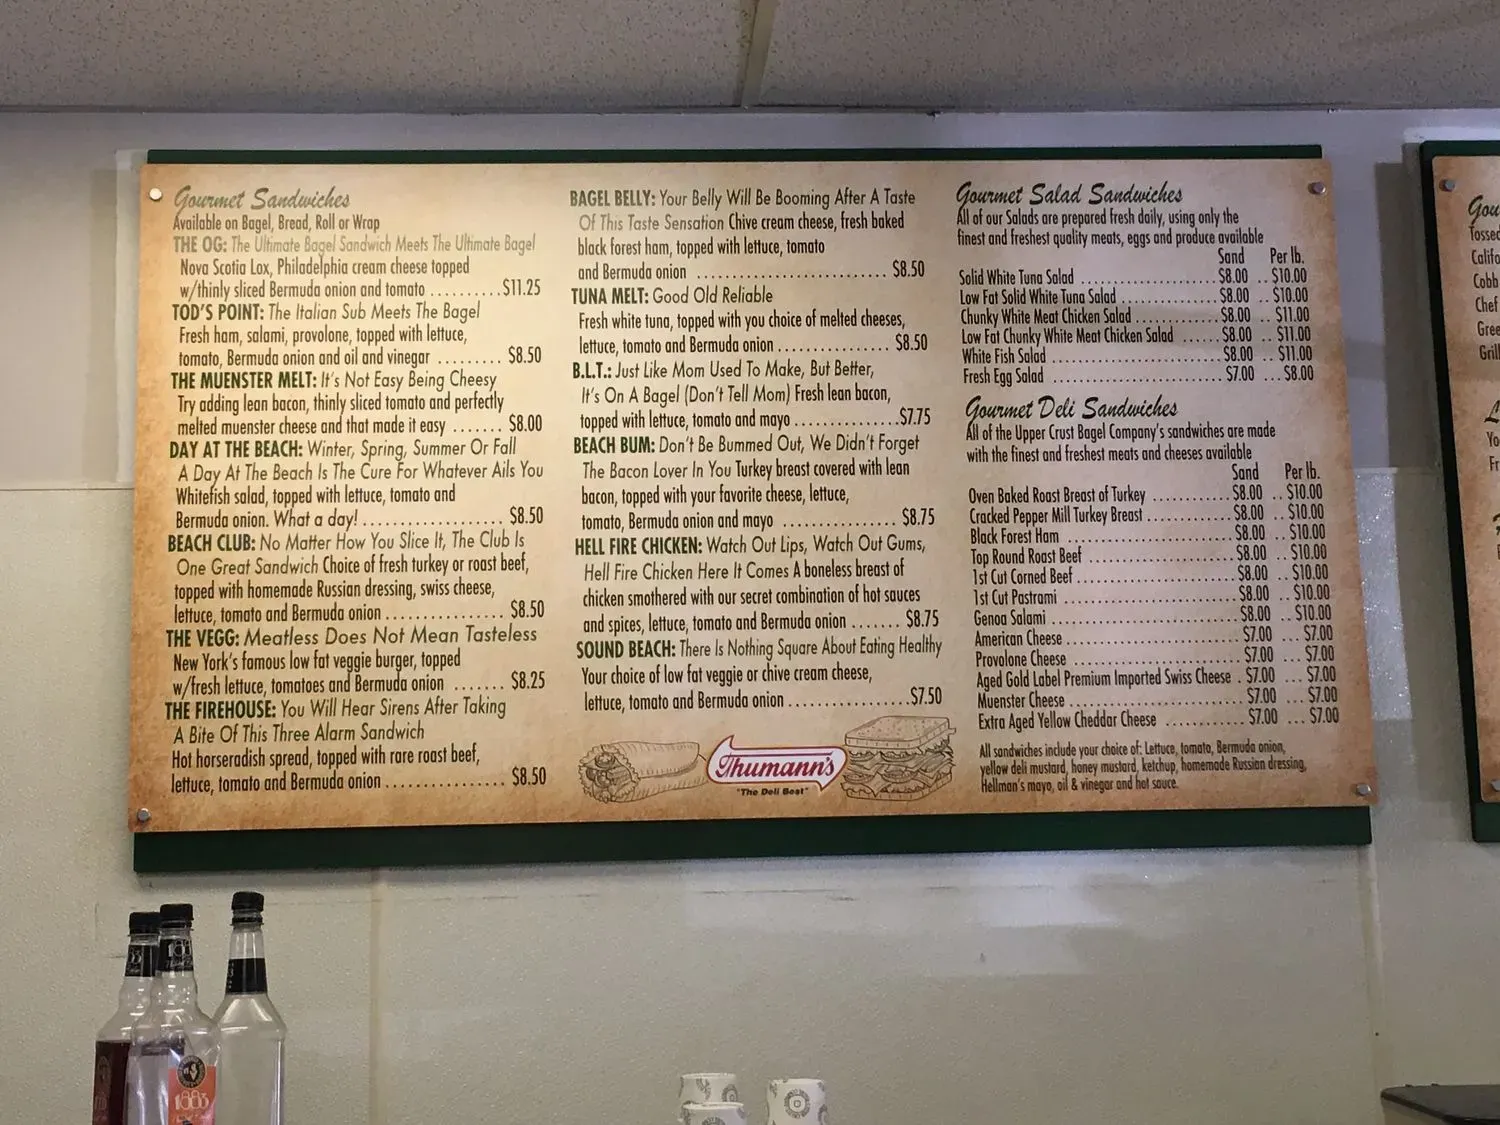 Gourmet Sandwiches
Available on Bagel, Bread, Roll or Wrap
THE OG: The Ultimate Bagel Sandwich Meets The Ultimate Bagel
Nova Scotia Lox, Philadelphia cream cheese topped
w/thinly sliced Bermuda onion and tomato ..........$11.25
TOD'S POINT: The Italian Sub Meets The Bagel
Fresh ham, salami, provolone, topped with lettuce,
tomato, Bermuda onion and oil and vinegar ......... $8.50
THE MUENSTER MELT: It's Not Easy Being Cheesy
Try adding lean bacon, thinly sliced tomato and perfectly
melted muenster cheese and that made it easy ....... $8.00
DAY AT THE BEACH: Winter, Spring, Summer Or Fall
A Day At The Beach Is The Cure For Whatever Ails You
Whitefish salad, topped with lettuce, tomato and
Bermuda onion. What a day! .................... $8.50
BEACH CLUB: No Matter How You Slice It, The Club Is
One Great Sandwich Choice of fresh turkey or roast beef,
topped with homemade Russian dressing, swiss cheese,
lettuce, tomato and Bermuda onion ................. $8.50
THE VEGG: Meatless Does Not Mean Tasteless
New York's famous low fat veggie burger, topped
w/fresh lettuce, tomatoes and Bermuda onion ....... $8.25
THE FIREHOUSE: You Will Hear Sirens After Taking
A Bite Of This Three Alarm Sandwich
Hot horseradish spread, topped with rare roast beef,
lettuce, tomato and Bermuda onion ................. $8.50
BAGEL BELLY: Your Belly Will Be Booming After A Taste
Of This Taste Sensation Chive cream cheese, fresh baked
black forest ham, topped with lettuce, tomato
and Bermuda onion ........................... $8.50
TUNA MELT: Good Old Reliable
Fresh white tuna, topped with you choice of melted cheeses,
lettuce, tomato and Bermuda onion ................ $8.50
B.L.T.: Just Like Mom Used To Make, But Better,
It's On A Bagel (Don't Tell Mom) Fresh lean bacon,
topped with lettuce, tomato and mayo ...............$7.75
BEACH BUM: Don't Be Bummed Out, We Didn't Forget
The Bacon Lover In You Turkey breast covered with lean
bacon, topped with your favorite cheese, lettuce,
tomato, Bermuda onion and mayo ................ $8.75
HELL FIRE CHICKEN: Watch Out Lips, Watch Out Gums,
Hell Fire Chicken Here It Comes A boneless breast of
chicken smothered with our secret combination of hot sauces
and spices, lettuce, tomato and Bermuda onion ....... $8.75
SOUND BEACH: There Is Nothing Square About Eating Healthy
Your choice of low fat veggie or chive cream cheese,
lettuce, tomato and Bermuda onion .................$7.50
Thumann's
"The Deli Best"
Gourmet Salad Sandwiches
All of our Salads are prepared fresh daily, using only the
finest and freshest quality meats, eggs and produce available
Sand Per lb.
Solid White Tuna Salad .................... $8.00 .. $10.00
Low Fat Solid White Tuna Salad ............. $8.00 .. $10.00
Chunky White Meat Chicken Salad ........... $8.00 ... $11.00
Low Fat Chunky White Meat Chicken Salad ...... $8.00 .. $11.00
White Fish Salad ........................ $8.00 ... $11.00
Fresh Egg Salad ........................ $7.00 ... $8.00
Gourmet Deli Sandwiches
All of the Upper Crust Bagel Company's sandwiches are made
with the finest and freshest meats and cheeses available
Sand Per lb.
Oven Baked Roast Breast of Turkey ........... $8.00 .. $10.00
Cracked Pepper Mill Turkey Breast ............ $8.00 .. $10.00
Black Forest Ham ........................ $8.00 .. $10.00
Top Round Roast Beef ..................... $8.00 .. $10.00
1st Cut Corned Beef ...................... $8.00 .. $10.00
1st Cut Pastrami ........................ $8.00 .. $10.00
Genoa Salami .......................... $8.00 .. $10.00
American Cheese ........................ $7.00 ... $7.00
Provolone Cheese ....................... $7.00 ... $7.00
Aged Gold Label Premium Imported Swiss Cheese . $7.00 ... $7.00
Muenster Cheese ........................ $7.00 ... $7.00
Extra Aged Yellow Cheddar Cheese ............ $7.00 ... $7.00
All sandwiches include your choice of: Lettuce, tomato, Bermuda onion,
yellow deli mustard, honey mustard, ketchup, homemade Russian dressing,
Hellman's mayo, oil & vinegar and hot sauce.
Tossed
Cobb
Chef
1883